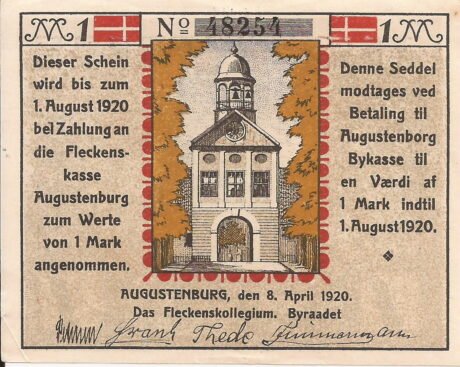 M 1
No 48254
1 M
Dieser Schein
wird bis zum
1. August 1920
bei Zahlung an
die Fleckens-
kasse
Augustenburg
zum Werte
von 1 Mark
angenommen.
Denne Seddel
modtages ved
Betaling til
Augustenborg
Bykasse til
en Værdi af
1 Mark indtil
1. August 1920.
AUGUSTENBURG, den 8. April 1920.
Das Fleckenskollegium. Byraadet
Frank Thede